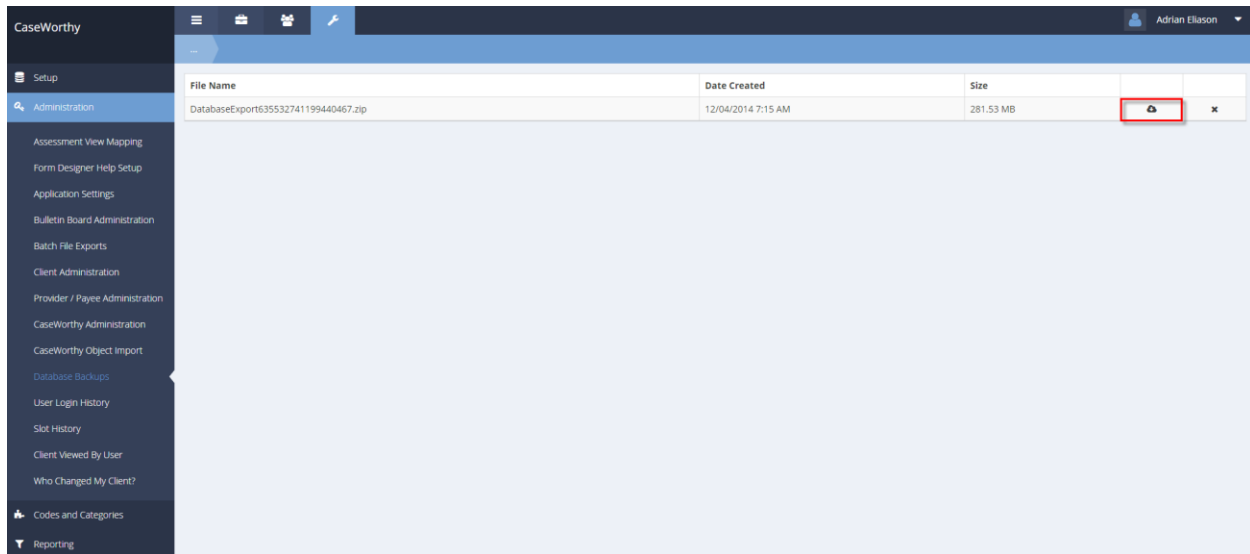 CaseWorthy
Adrian Eliason
...
Setup
Administration
Assessment View Mapping
Form Designer Help Setup
Application Settings
Bulletin Board Administration
Batch File Exports
Client Administration
Provider / Payee Administration
CaseWorthy Administration
CaseWorthy Object Import
Database Backups
User Login History
Slot History
Client Viewed By User
Who Changed My Client?
Codes and Categories
Reporting
File Name Date Created Size
DatabaseExport635532741199440467.zip 12/04/2014 7:15 AM 281.53 MB